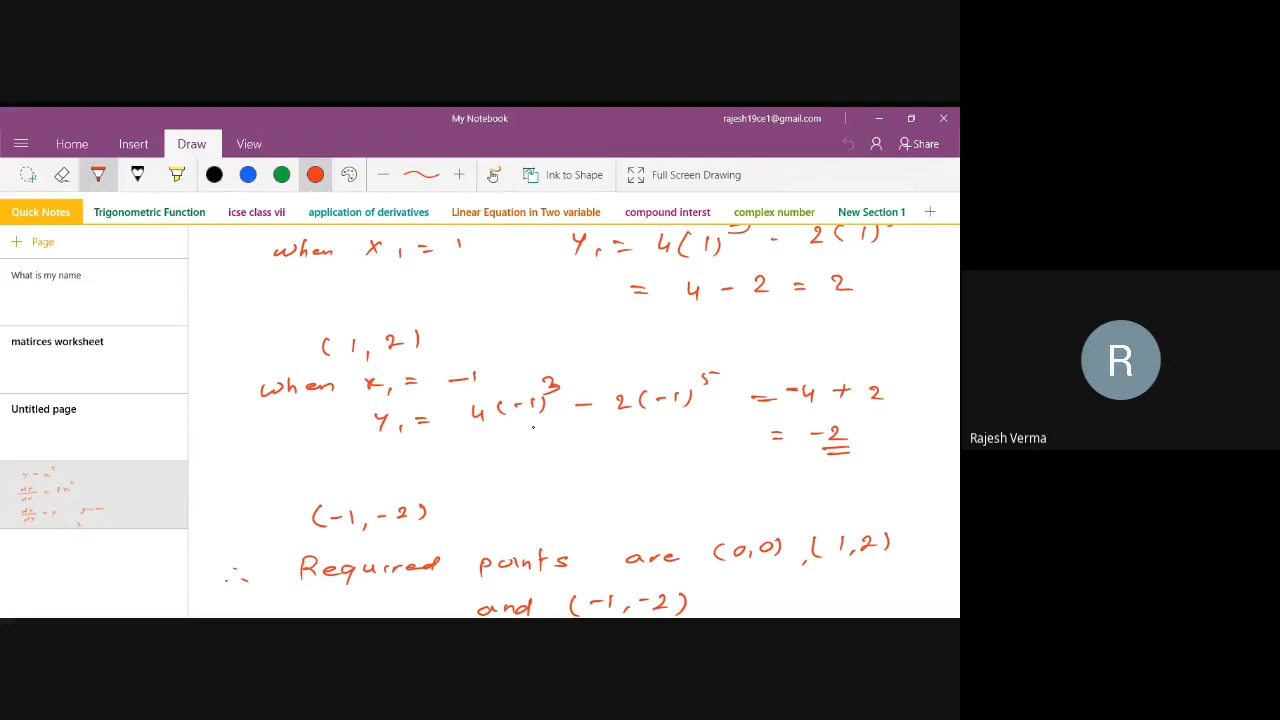 My Notebook
rajesh19ce1@gmail.com
Home Insert Draw View
Share
Ink to Shape Full Screen Drawing
Quick Notes Trigonometric Function icse class vii application of derivatives Linear Equation in Two variable compound interst complex number New Section 1
Page
What is my name
matirces worksheet
Untitled page
when x₁ = 1 y₁ = 4(1) - 2(1)
= 4 - 2 = 2
(1, 2)
when x₁ = -1
y₁ = 4(-1)³ - 2(-1)⁵ = -4 + 2
= -2
(-1, -2)
∴ Required points are (0,0), (1,2)
and (-1, -2)
R
Rajesh Verma